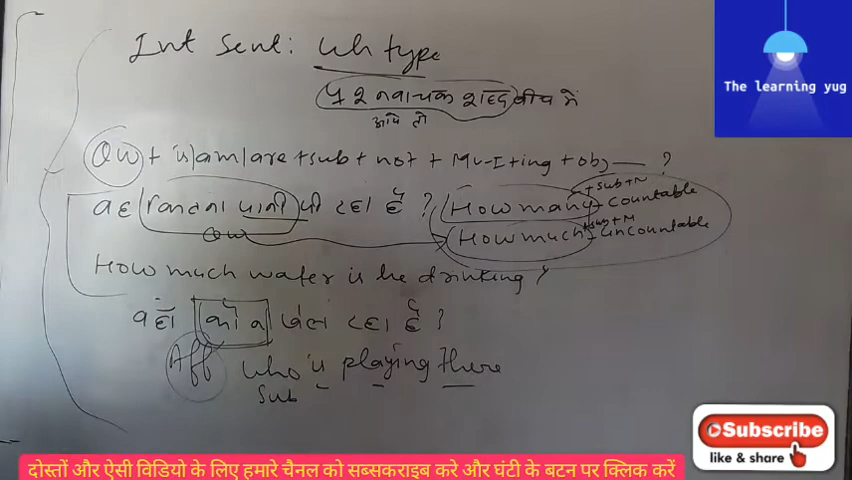 Int Sent: Wh type
प्रश्नवाचक शब्द बीच में
आये तो
QW + is/am/are + sub + not + Mv-I + ing + obj — ?
वह कितना पानी पी रहा है ?
QW
How many + sub + N - countable
How much + sub + N - uncountable
How much water is he drinking ?
वहाँ कौन खेल रहा है ?
Aff who is playing there
Sub
The learning yug
Subscribe
like & share
दोस्तों और ऐसी विडियो के लिए हमारे चैनल को सब्सकराइब करे और घंटी के बटन पर क्लिक करें